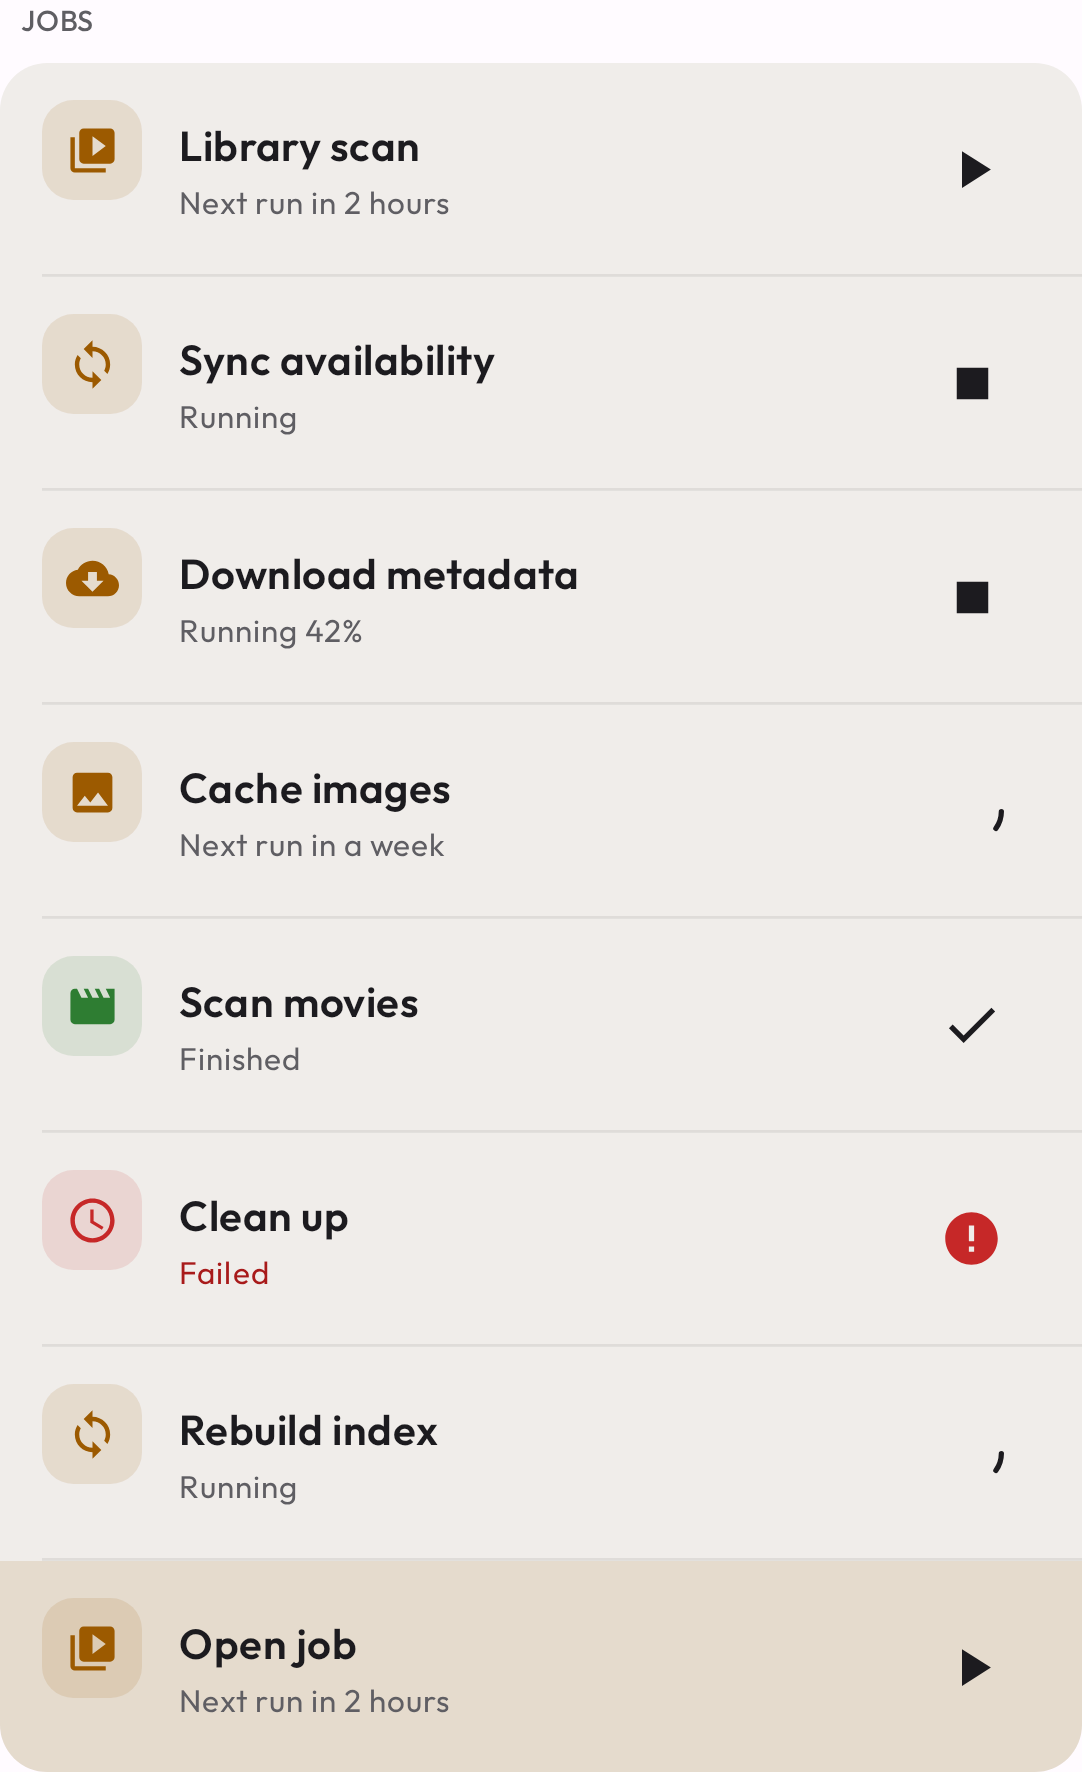 JOBS
Library scan
Next run in 2 hours
Sync availability
Running
Download metadata
Running 42%
Cache images
Next run in a week
Scan movies
Finished
Clean up
Failed
Rebuild index
Running
Open job
Next run in 2 hours